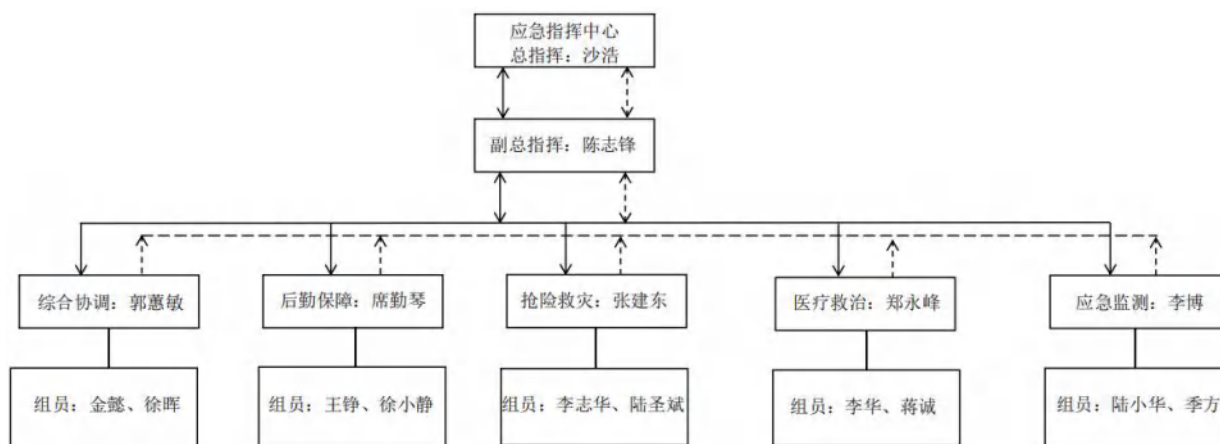 应急指挥中心
总指挥：沙浩
副总指挥：陈志锋
综合协调：郭蕙敏
后勤保障：席勤琴
抢险救灾：张建东
医疗救治：郑永峰
应急监测：李博
组员：金懿、徐晖
组员：王铮、徐小静
组员：李志华、陆圣斌
组员：李华、蒋诚
组员：陆小华、季方